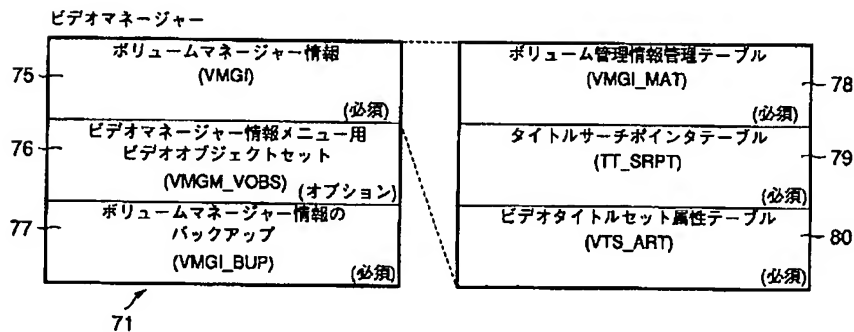 ビデオマネージャー
75
ボリュームマネージャー情報
(VMGI)
(必須)
76
ビデオマネージャー情報メニュー用
ビデオオブジェクトセット
(VMGM_VOBS)
(オプション)
77
ボリュームマネージャー情報の
バックアップ
(VMGI_BUP)
(必須)
71
ボリューム管理情報管理テーブル
(VMGI_MAT)
(必須)
78
タイトルサーチポインタテーブル
(TT_SRPT)
(必須)
79
ビデオタイトルセット属性テーブル
(VTS_ART)
(必須)
80